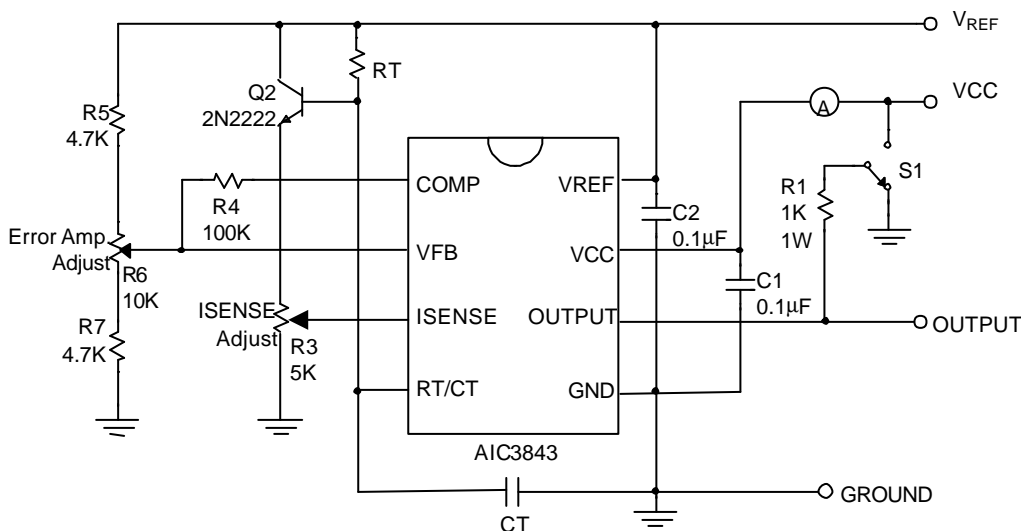 V_REF
RT
Q2
2N2222
A
VCC
R5
4.7K
COMP
VREF
S1
R1
1K
1W
R4
100K
C2
0.1µF
Error Amp
Adjust
VFB
VCC
R6
10K
C1
0.1µF
ISENSE
Adjust
ISENSE
OUTPUT
OUTPUT
R7
4.7K
R3
5K
RT/CT
GND
AIC3843
GROUND
CT